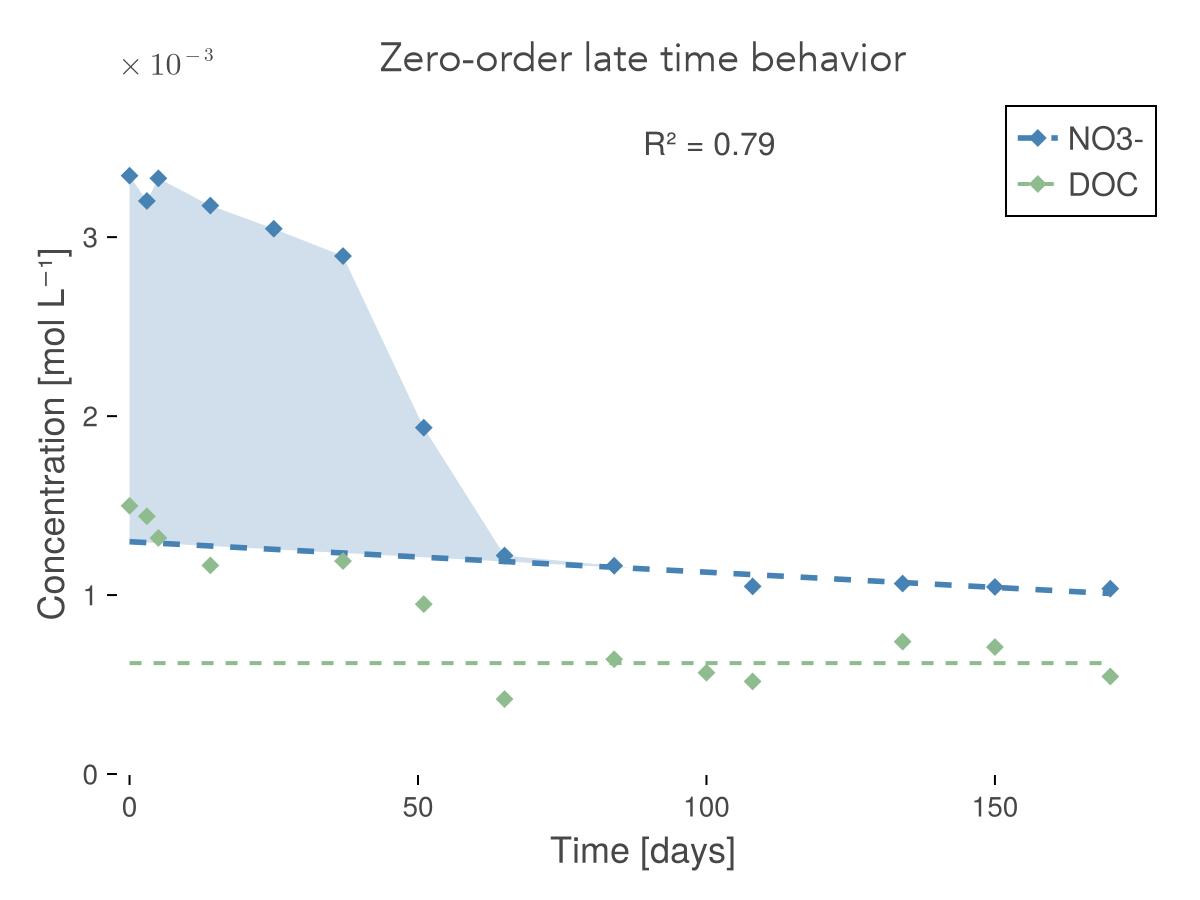 × 10⁻³
Zero-order late time behavior
R² = 0.79
NO3-
DOC
Concentration [mol L⁻¹]
3
2
1
0
0 50 100 150
Time [days]